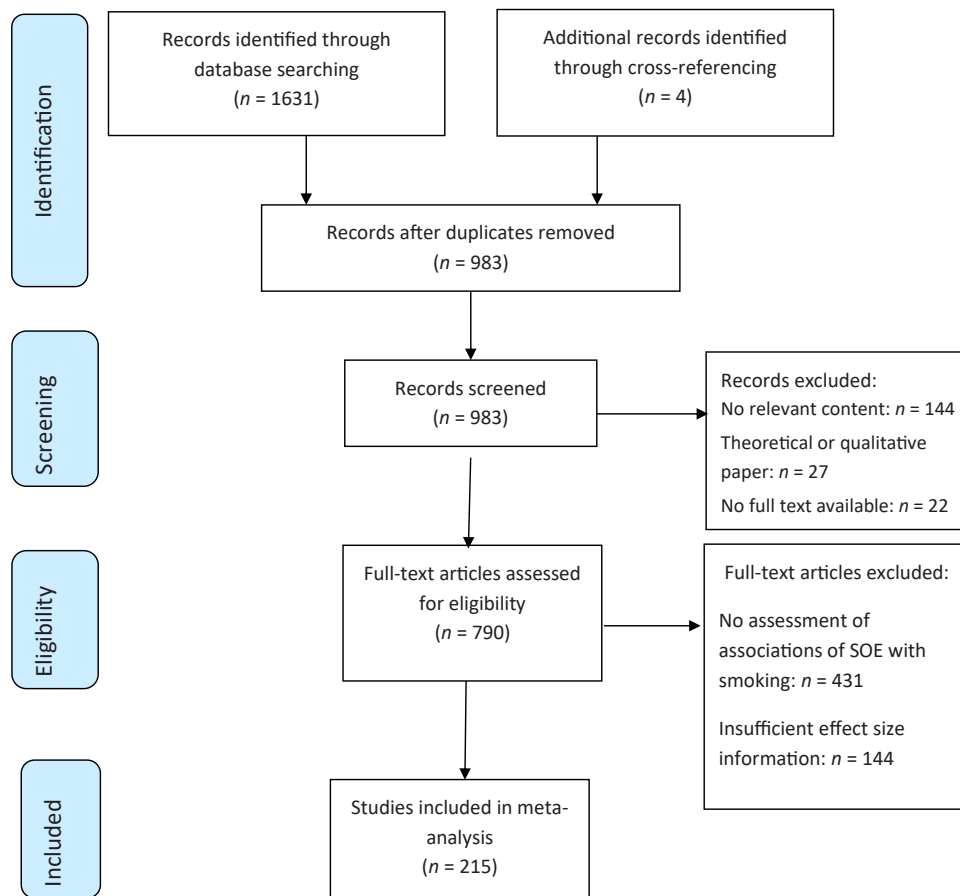 Identification
Records identified through
database searching
(n = 1631)
Additional records identified
through cross-referencing
(n = 4)
Records after duplicates removed
(n = 983)
Screening
Records screened
(n = 983)
Records excluded:
No relevant content: n = 144
Theoretical or qualitative
paper: n = 27
No full text available: n = 22
Eligibility
Full-text articles assessed
for eligibility
(n = 790)
Full-text articles excluded:
No assessment of
associations of SOE with
smoking: n = 431
Insufficient effect size
information: n = 144
Included
Studies included in meta-
analysis
(n = 215)